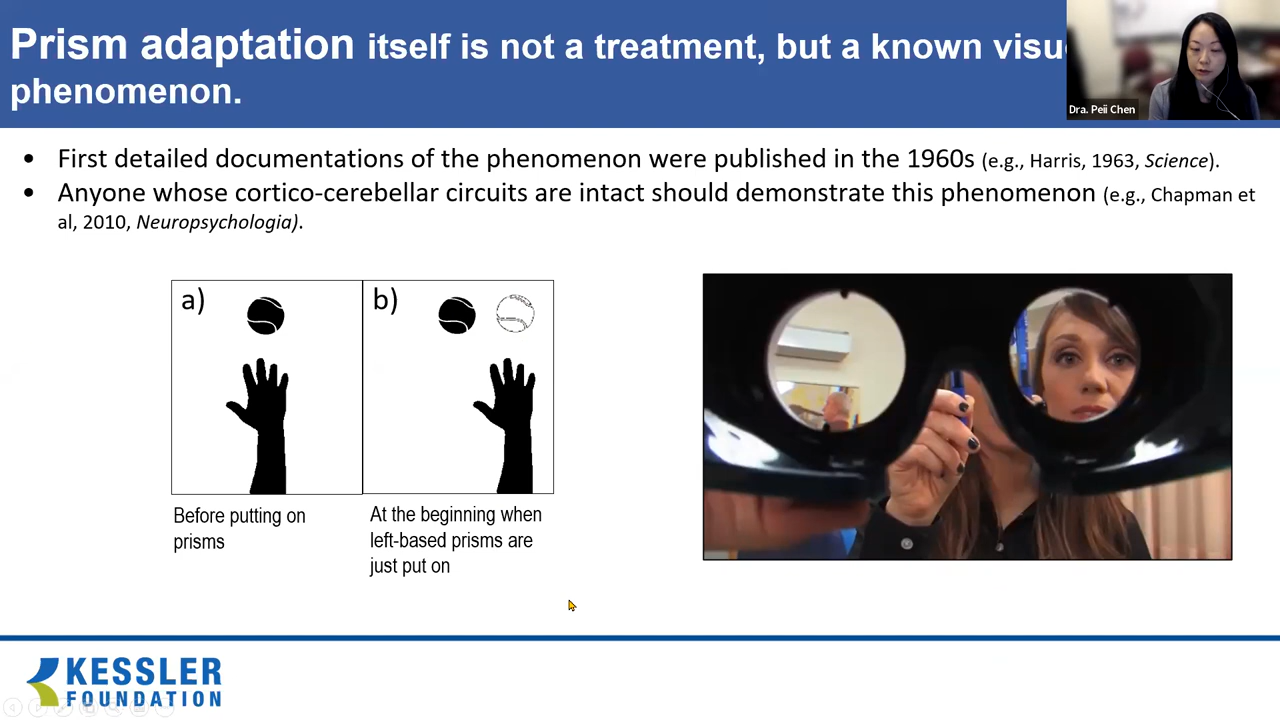 Prism adaptation itself is not a treatment, but a known
phenomenon.
Dra. Peii Chen
• First detailed documentations of the phenomenon were published in the 1960s (e.g., Harris, 1963, Science).
• Anyone whose cortico-cerebellar circuits are intact should demonstrate this phenomenon (e.g., Chapman et
al, 2010, Neuropsychologia).
a)
b)
Before putting on
prisms
At the beginning when
left-based prisms are
just put on
KESSLER
FOUNDATION